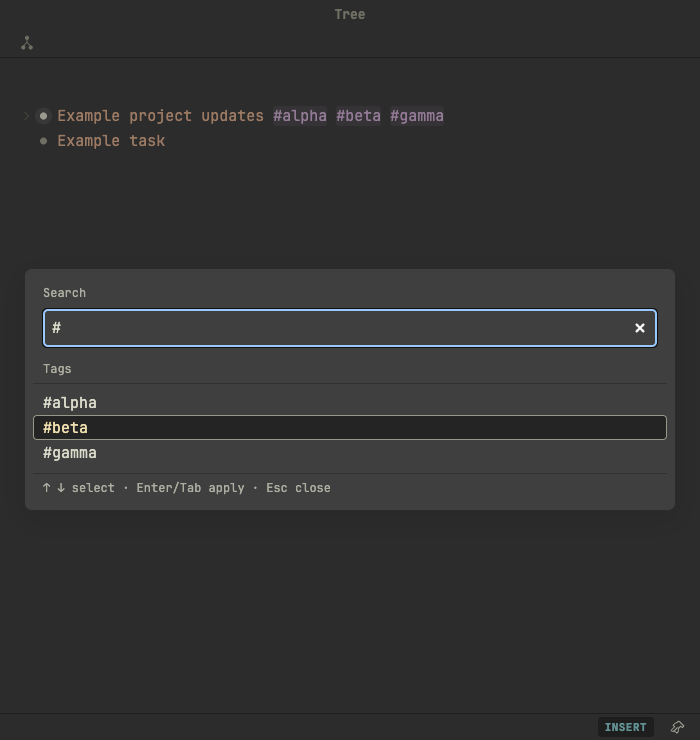 Tree
Example project updates #alpha #beta #gamma
Example task
Search
#
Tags
#alpha
#beta
#gamma
↑ ↓ select · Enter/Tab apply · Esc close
INSERT